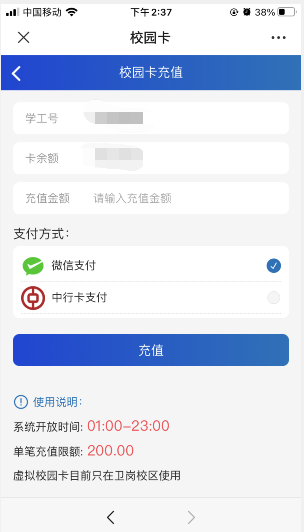 中国移动 下午 2:37 38%
校园卡
校园卡充值
学工号
卡余额
充值金额 请输入充值金额
支付方式：
微信支付
中行卡支付
充值
使用说明：
系统开放时间: 01:00-23:00
单笔充值限额: 200.00
虚拟校园卡目前只在卫岗校区使用